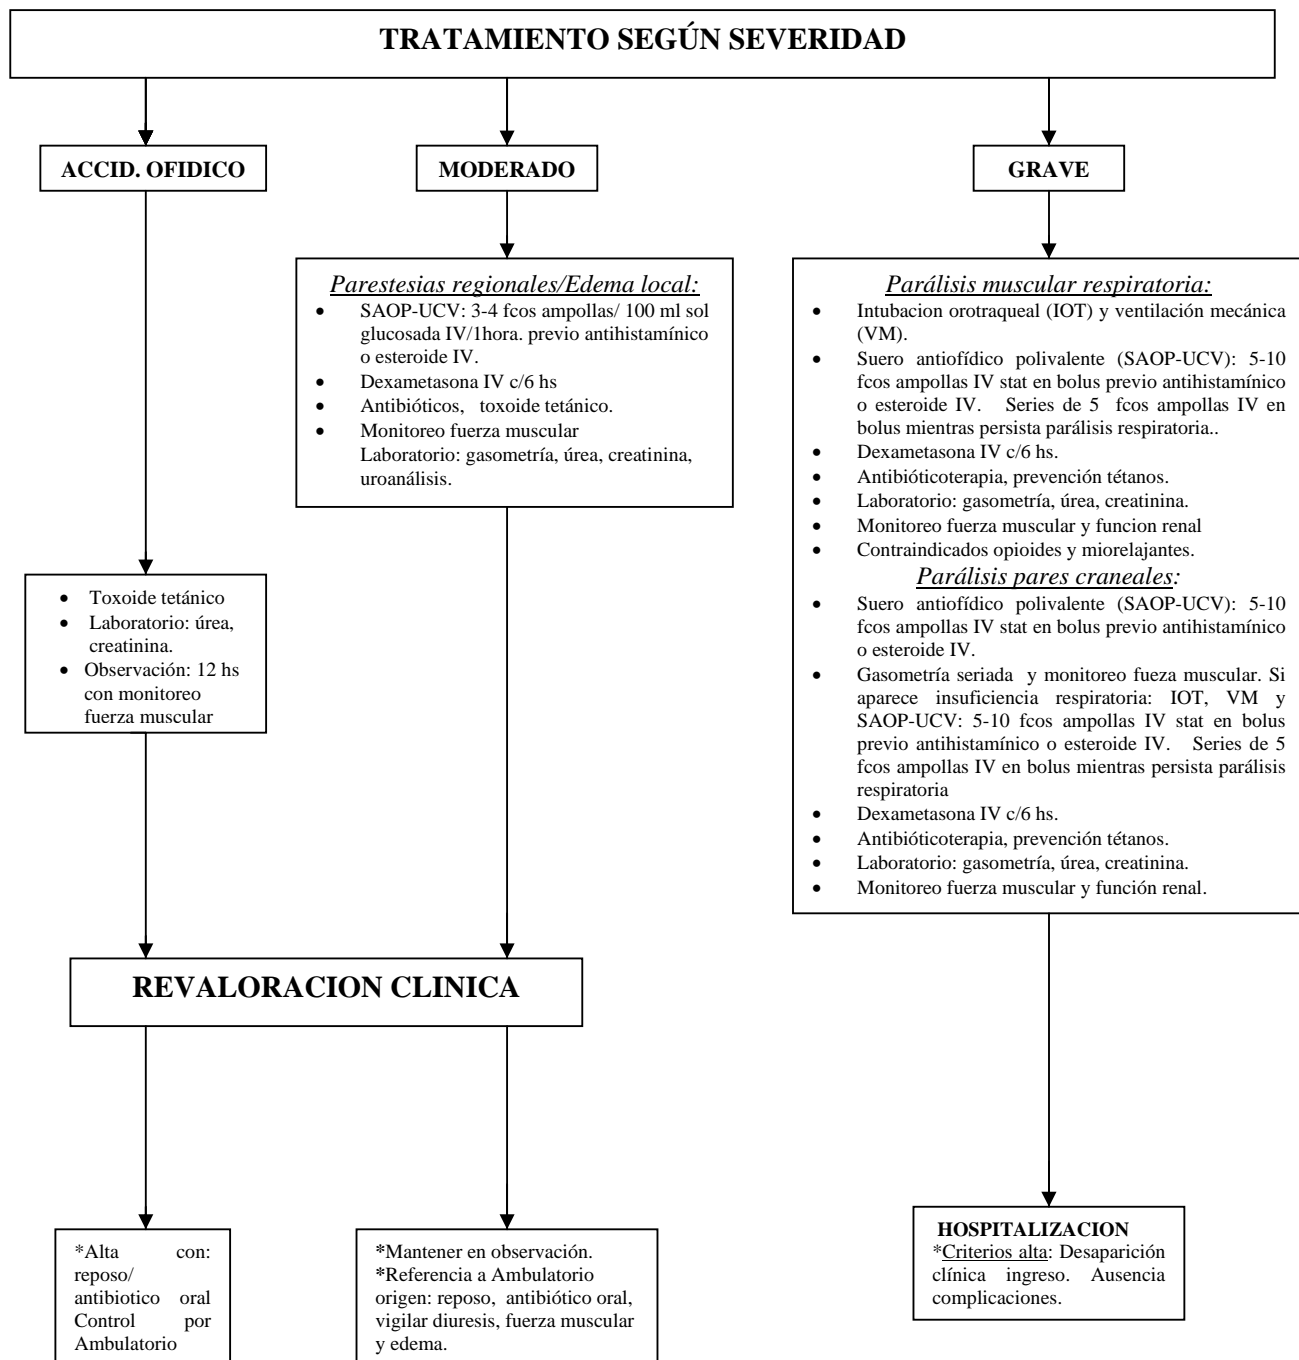 TRATAMIENTO SEGÚN SEVERIDAD
ACCID. OFIDICO
MODERADO
GRAVE
Parestesias regionales/Edema local:
• SAOP-UCV: 3-4 fcos ampollas/ 100 ml sol
glucosada IV/1hora. previo antihistamínico
o esteroide IV.
• Dexametasona IV c/6 hs
• Antibióticos, toxoide tetánico.
• Monitoreo fuerza muscular
Laboratorio: gasometría, úrea, creatinina,
uroanálisis.
Parálisis muscular respiratoria:
• Intubacion orotraqueal (IOT) y ventilación mecánica
(VM).
• Suero antiofídico polivalente (SAOP-UCV): 5-10
fcos ampollas IV stat en bolus previo antihistamínico
o esteroide IV. Series de 5 fcos ampollas IV en
bolus mientras persista parálisis respiratoria..
• Dexametasona IV c/6 hs.
• Antibióticoterapia, prevención tétanos.
• Laboratorio: gasometría, úrea, creatinina.
• Monitoreo fuerza muscular y funcion renal
• Contraindicados opioides y miorelajantes.
Parálisis pares craneales:
• Suero antiofídico polivalente (SAOP-UCV): 5-10
fcos ampollas IV stat en bolus previo antihistamínico
o esteroide IV.
• Gasometría seriada y monitoreo fueza muscular. Si
aparece insuficiencia respiratoria: IOT, VM y
SAOP-UCV: 5-10 fcos ampollas IV stat en bolus
previo antihistamínico o esteroide IV. Series de 5
fcos ampollas IV en bolus mientras persista parálisis
respiratoria
• Dexametasona IV c/6 hs.
• Antibióticoterapia, prevención tétanos.
• Laboratorio: gasometría, úrea, creatinina.
• Monitoreo fuerza muscular y función renal.
• Toxoide tetánico
• Laboratorio: úrea,
creatinina.
• Observación: 12 hs
con monitoreo
fuerza muscular
REVALORACION CLINICA
*Alta con:
reposo/
antibiotico oral
Control por
Ambulatorio
*Mantener en observación.
*Referencia a Ambulatorio
origen: reposo, antibiótico oral,
vigilar diuresis, fuerza muscular
y edema.
HOSPITALIZACION
*Criterios alta: Desaparición
clínica ingreso. Ausencia
complicaciones.